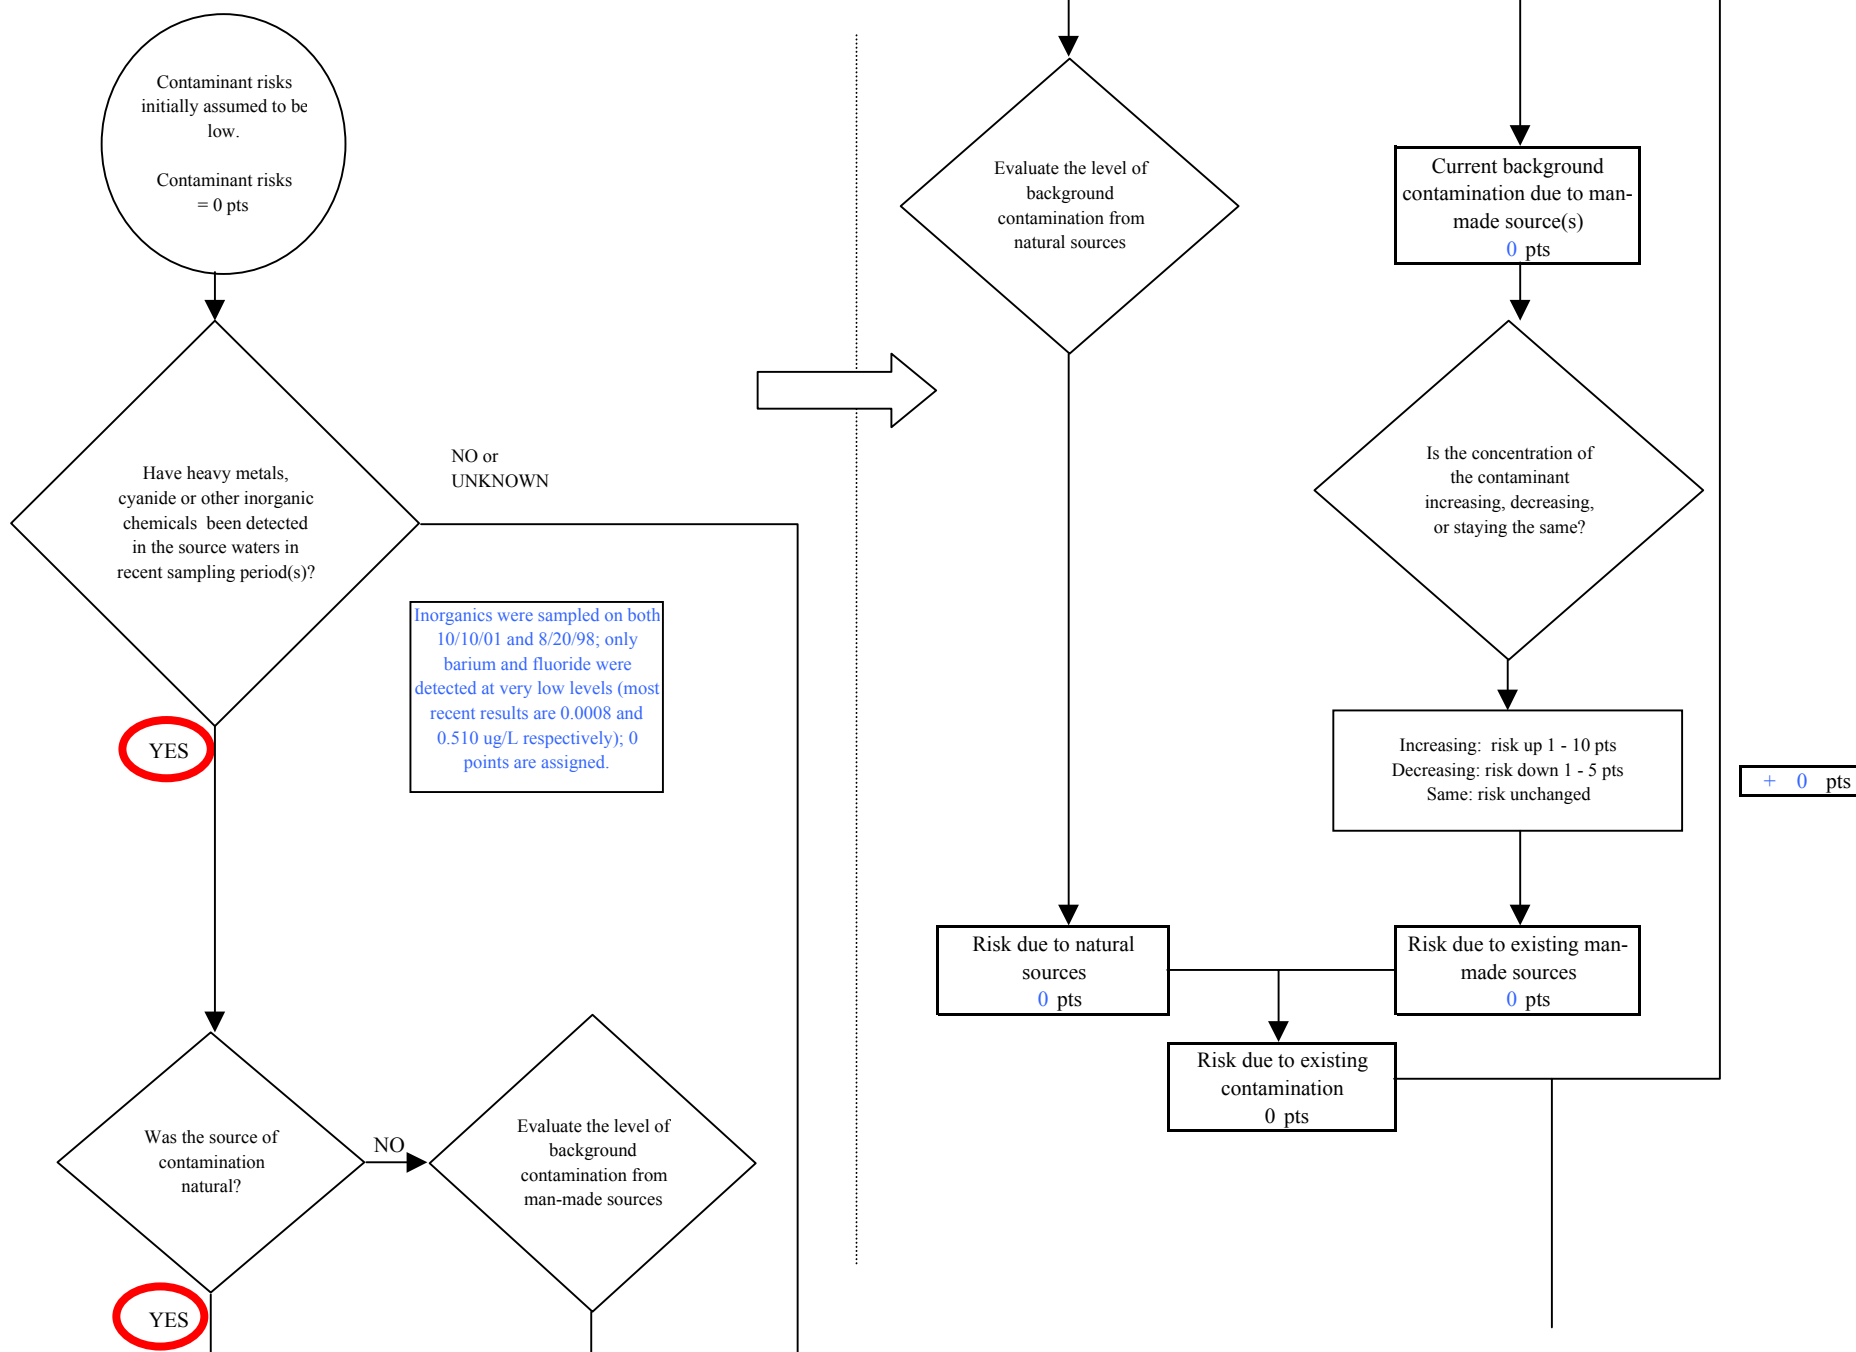 Contaminant risks
initially assumed to be
low.
Contaminant risks
= 0 pts
Have heavy metals,
cyanide or other inorganic
chemicals been detected
in the source waters in
recent sampling period(s)?
NO or
UNKNOWN
Inorganics were sampled on both
10/10/01 and 8/20/98; only
barium and fluoride were
detected at very low levels (most
recent results are 0.0008 and
0.510 ug/L respectively); 0
points are assigned.
YES
Was the source of
contamination
natural?
NO
Evaluate the level of
background
contamination from
man-made sources
YES
Evaluate the level of
background
contamination from
natural sources
Current background
contamination due to man-
made source(s)
0 pts
Is the concentration of
the contaminant
increasing, decreasing,
or staying the same?
Increasing: risk up 1 - 10 pts
Decreasing: risk down 1 - 5 pts
Same: risk unchanged
+ 0 pts
Risk due to natural
sources
0 pts
Risk due to existing man-
made sources
0 pts
Risk due to existing
contamination
0 pts